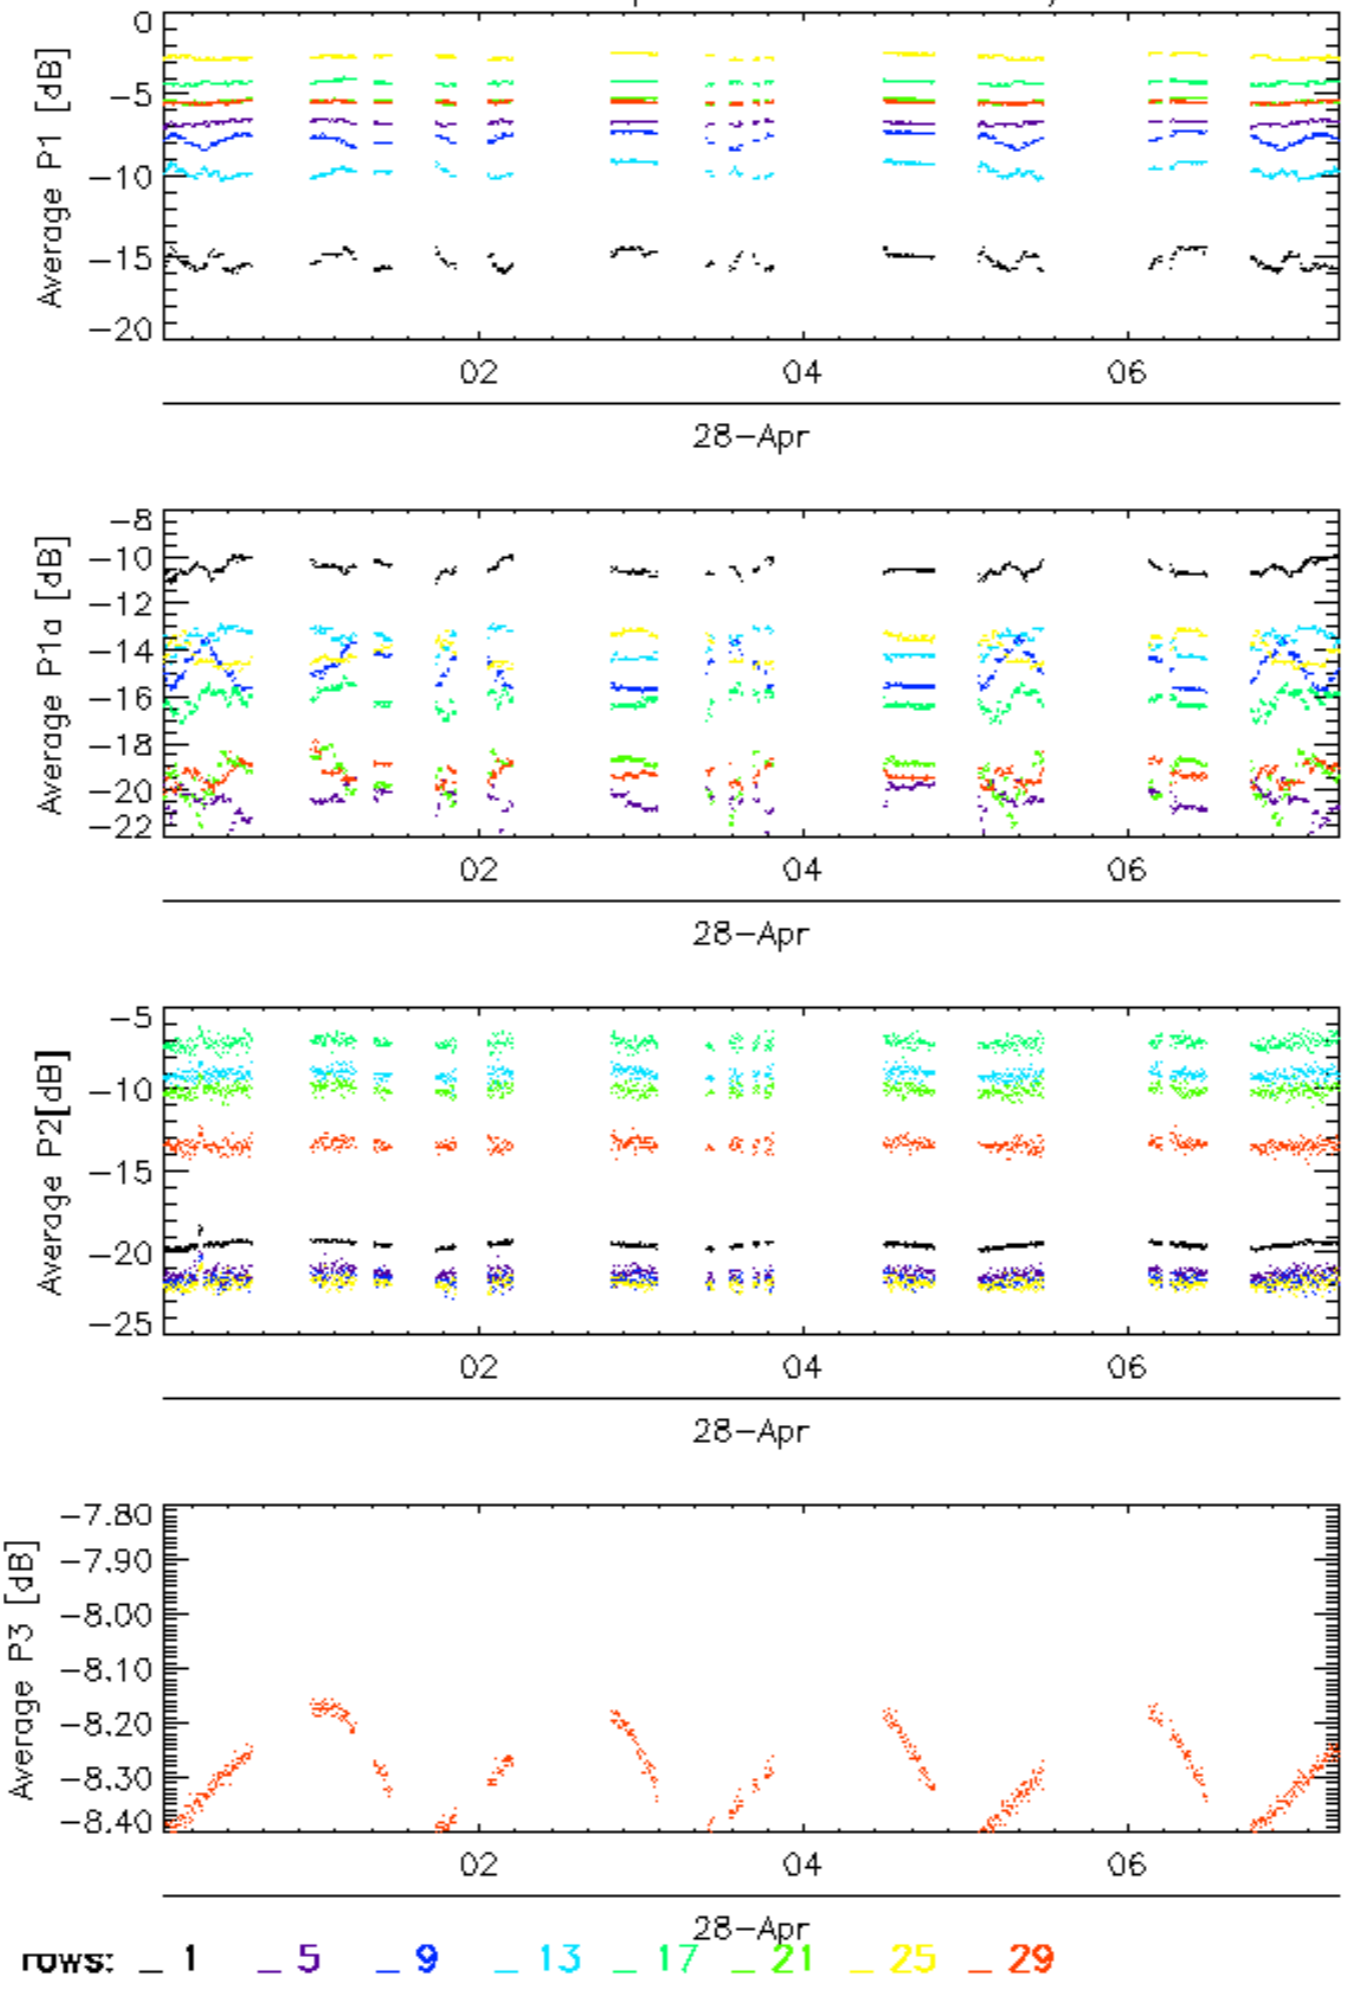 0
−5
−10
−15
−20
Average P1 [dB]
02 04 06
28−Apr
−8
−10
−12
−14
−16
−18
−20
−22
Average P1a [dB]
02 04 06
28−Apr
−5
−10
−15
−20
−25
Average P2[dB]
02 04 06
28−Apr
−7.80
−7.90
−8.00
−8.10
−8.20
−8.30
−8.40
Average P3 [dB]
02 04 06
28−Apr
rows: _ 1 _ 5 _ 9 _ 13 _ 17 _ 21 _ 25 _ 29